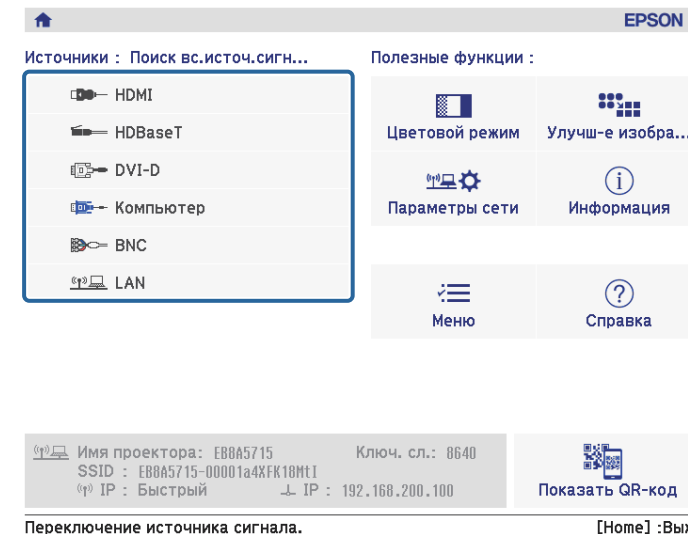 EPSON
Источники : Поиск вс.источ.сигн...
Полезные функции :
HDMI
HDBaseT
DVI-D
Компьютер
BNC
LAN
Цветовой режим
Улучш-е изобра...
Параметры сети
Информация
Меню
Справка
Имя проектора: EB8A5715 Ключ. сл.: 8640
SSID : EB8A5715-00001a4XFK18MtI
IP : Быстрый IP : 192.168.200.100
Показать QR-код
Переключение источника сигнала.
[Home] :Вых